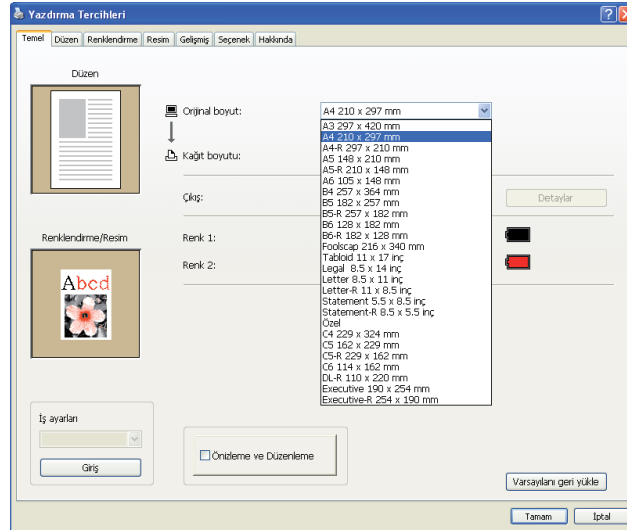 Yazdırma Tercihleri
Temel Düzen Renklendirme Resim Gelişmiş Seçenek Hakkında
Düzen
Orijinal boyut: A4 210 x 297 mm
A3 297 x 420 mm
A4 210 x 297 mm
A4-R 297 x 210 mm
Kağıt boyutu:
A5 148 x 210 mm
A5-R 210 x 148 mm
A6 105 x 148 mm
B4 257 x 364 mm
Çıkış:
B5 182 x 257 mm
Detaylar
B5-R 257 x 182 mm
B6 128 x 182 mm
Renklendirme/Resim
Renk 1:
B6-R 182 x 128 mm
Foolscap 216 x 340 mm
Tabloid 11 x 17 inç
Renk 2:
Legal 8.5 x 14 inç
Letter 8.5 x 11 inç
Abcd
Letter-R 11 x 8.5 inç
Statement 5.5 x 8.5 inç
Statement-R 8.5 x 5.5 inç
Özel
C4 229 x 324 mm
C5 162 x 229 mm
C5-R 229 x 162 mm
C6 114 x 162 mm
DL-R 110 x 220 mm
Executive 190 x 254 mm
Executive-R 254 x 190 mm
İş ayarları
Giriş
Önizleme ve Düzenleme
Varsayılanı geri yükle
Tamam İptal